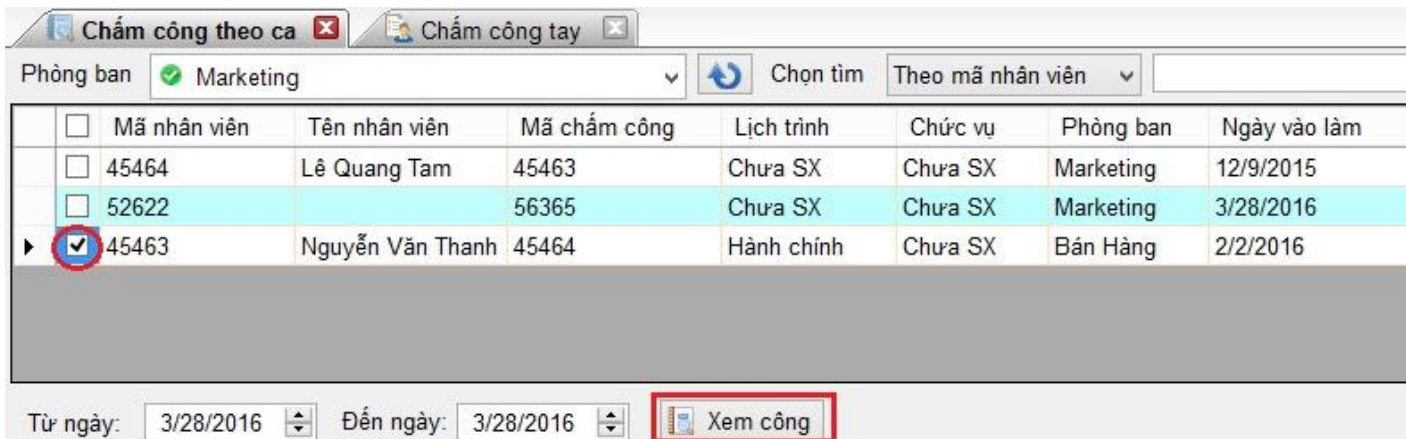 Chấm công theo ca Chấm công tay
Phòng ban Marketing Chọn tìm Theo mã nhân viên
Mã nhân viên Tên nhân viên Mã chấm công Lịch trình Chức vụ Phòng ban Ngày vào làm
45464 Lê Quang Tam 45463 Chưa SX Chưa SX Marketing 12/9/2015
52622 56365 Chưa SX Chưa SX Marketing 3/28/2016
45463 Nguyễn Văn Thanh 45464 Hành chính Chưa SX Bán Hàng 2/2/2016
Từ ngày: 3/28/2016 Đến ngày: 3/28/2016 Xem công